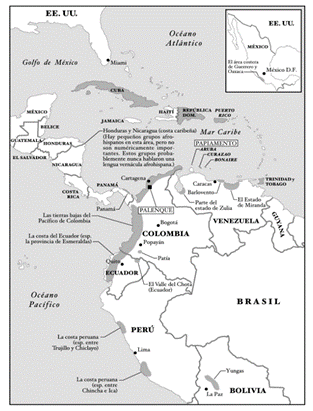 EE. UU.
EE. UU.
Océano
Atlántico
MÉXICO
Golfo de México
Miami
El área costera
de Guerrero y
Oaxaca
México D.F.
CUBA
MÉXICO
HAITÍ
REPÚBLICA
DOM.
PUERTO
RICO
JAMAICA
BELICE
GUATEMALA
HONDURAS
EL SALVADOR
NICARAGUA
Honduras y Nicaragua (costa caribeña)
(Hay pequeños grupos afro-
hispanos en esta área, pero no
son numéricamente impor-
tantes. Estos grupos proba-
blemente nunca hablaron una
lengua vernácula afrohispana.)
Mar Caribe
PAPIAMENTO
ARUBA
CURAZAO
BONAIRE
COSTA
RICA
Cartagena
Caracas
TRINIDAD y
TOBAGO
PANAMÁ
Barlovento
Panamá
Parte del
estado de Zulia
El Estado de
Miranda
Las tierras bajas del
Pacífico de Colombia
PALENQUE
VENEZUELA
GUYANA
Bogotá
COLOMBIA
La costa del Ecuador (esp.
la provincia de Esmeraldas)
Popayán
Patía
Quito
ECUADOR
El Valle del Chota
(Ecuador)
Océano
Pacífico
BRASIL
PERÚ
La costa peruana
(esp. entre
Trujillo y Chiclayo)
Lima
La costa peruana
(esp. entre
Chincha e Ica)
Yungas
La Paz
BOLIVIA